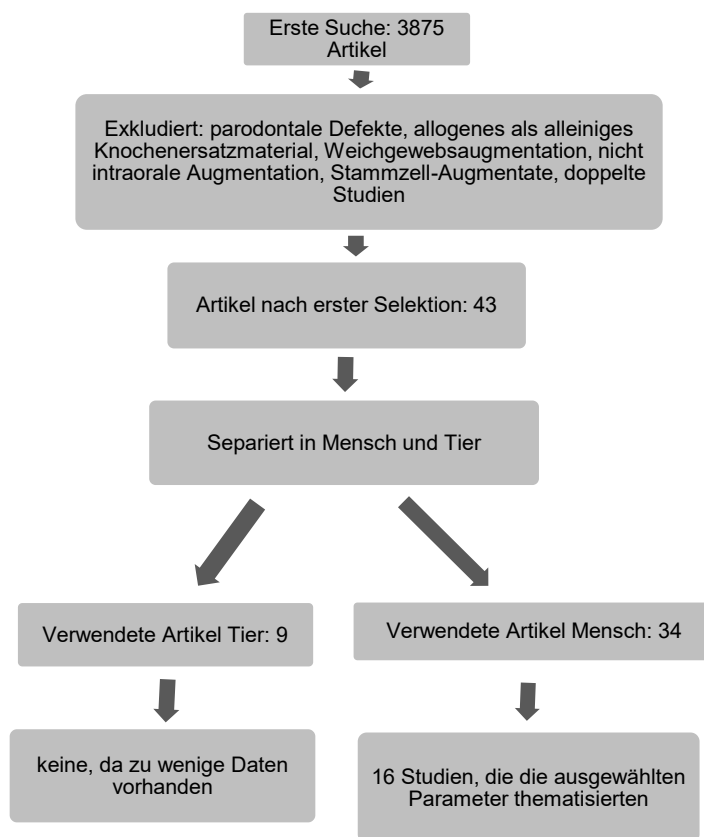 Erste Suche: 3875
Artikel
Exkludiert: parodontale Defekte, allogenes als alleiniges
Knochenersatzmaterial, Weichgewebsaugmentation, nicht
intraorale Augmentation, Stammzell-Augmentate, doppelte
Studien
Artikel nach erster Selektion: 43
Separiert in Mensch und Tier
Verwendete Artikel Tier: 9
Verwendete Artikel Mensch: 34
keine, da zu wenige Daten
vorhanden
16 Studien, die die ausgewählten
Parameter thematisierten